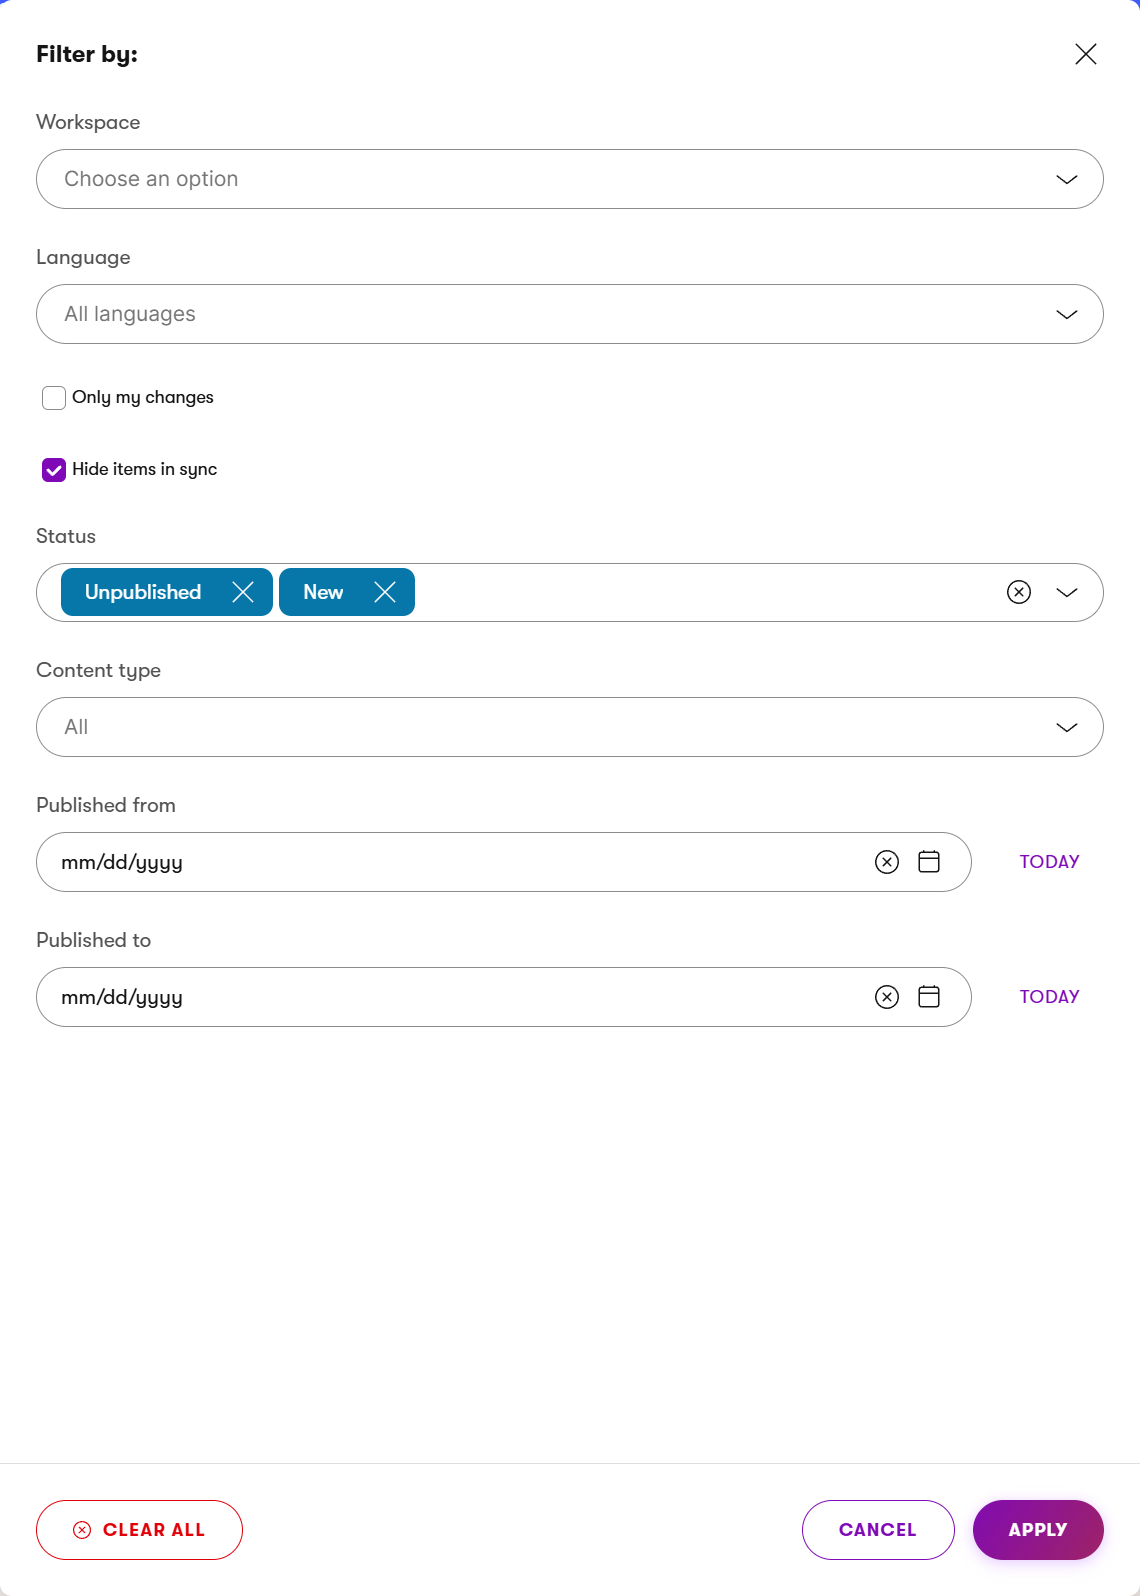 Filter by:
Workspace
Choose an option
Language
All languages
Only my changes
Hide items in sync
Status
Unpublished New
Content type
All
Published from
mm/dd/yyyy TODAY
Published to
mm/dd/yyyy TODAY
CLEAR ALL CANCEL APPLY